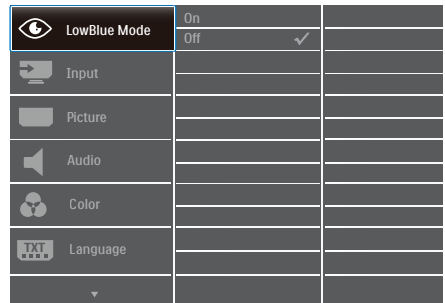 LowBlue Mode
On
Off
Input
Picture
Audio
Color
TXT
Language